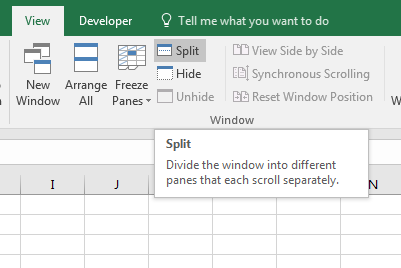 View Developer Tell me what you want to do
New Window
Arrange All
Freeze Panes
Split
Hide
Unhide
View Side by Side
Synchronous Scrolling
Reset Window Position
Window
Split
Divide the window into different
panes that each scroll separately.
I J N